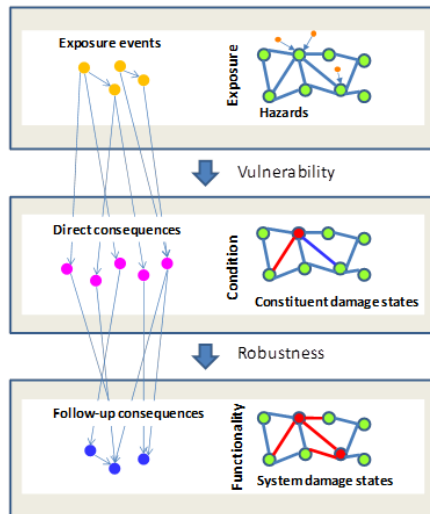 Exposure events
Exposure
Hazards
Vulnerability
Direct consequences
Condition
Constituent damage states
Robustness
Follow-up consequences
Functionality
System damage states